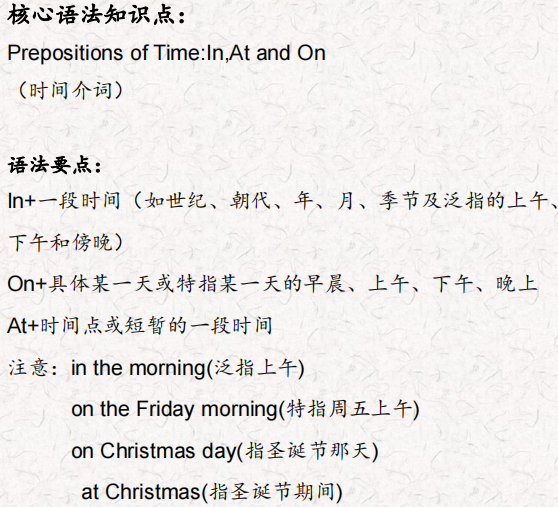 核心语法知识点：
Prepositions of Time:In,At and On
（时间介词）
语法要点：
In+一段时间（如世纪、朝代、年、月、季节及泛指的上午、
下午和傍晚）
On+具体某一天或特指某一天的早晨、上午、下午、晚上
At+时间点或短暂的一段时间
注意：in the morning(泛指上午)
on the Friday morning(特指周五上午)
on Christmas day(指圣诞节那天)
at Christmas(指圣诞节期间)